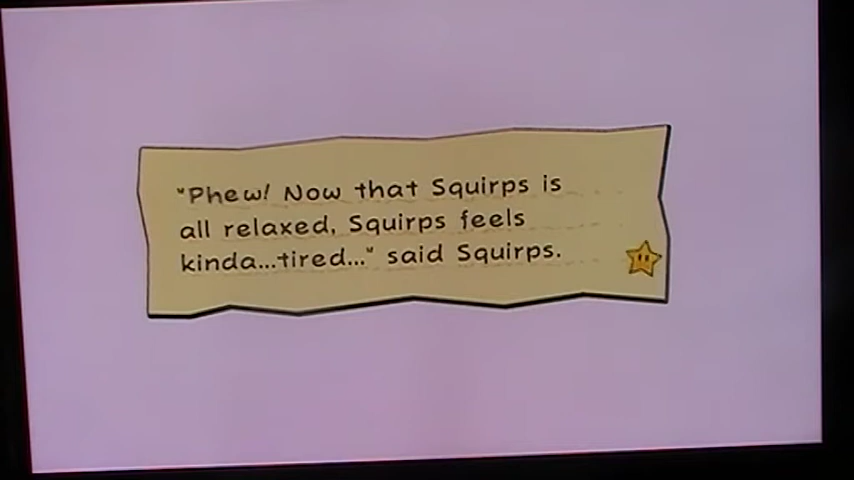 "Phew! Now that Squirps is
all relaxed, Squirps feels
kinda...tired..." said Squirps.